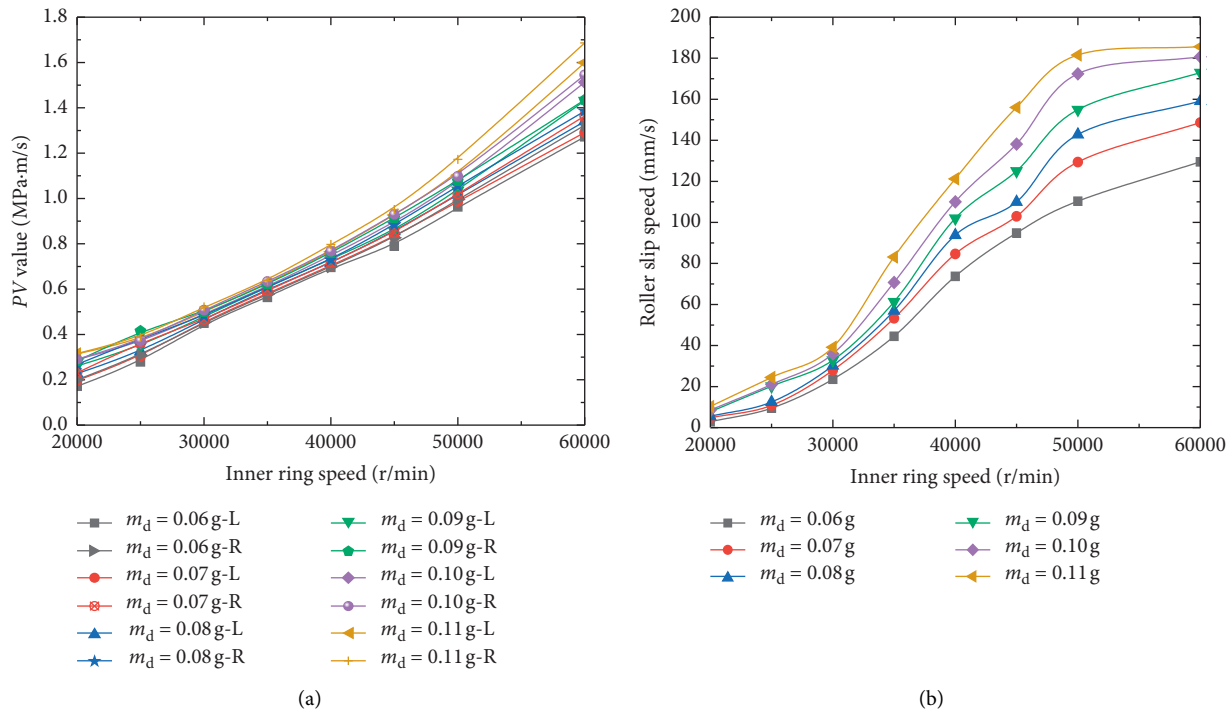 PV value (MPa·m/s)
1.8
1.6
1.4
1.2
1.0
0.8
0.6
0.4
0.2
0.0
20000 30000 40000 50000 60000
Inner ring speed (r/min)
m_d = 0.06 g-L
m_d = 0.06 g-R
m_d = 0.07 g-L
m_d = 0.07 g-R
m_d = 0.08 g-L
m_d = 0.08 g-R
m_d = 0.09 g-L
m_d = 0.09 g-R
m_d = 0.10 g-L
m_d = 0.10 g-R
m_d = 0.11 g-L
m_d = 0.11 g-R
(a)
Roller slip speed (mm/s)
200
180
160
140
120
100
80
60
40
20
0
20000 30000 40000 50000 60000
Inner ring speed (r/min)
m_d = 0.06 g
m_d = 0.07 g
m_d = 0.08 g
m_d = 0.09 g
m_d = 0.10 g
m_d = 0.11 g
(b)